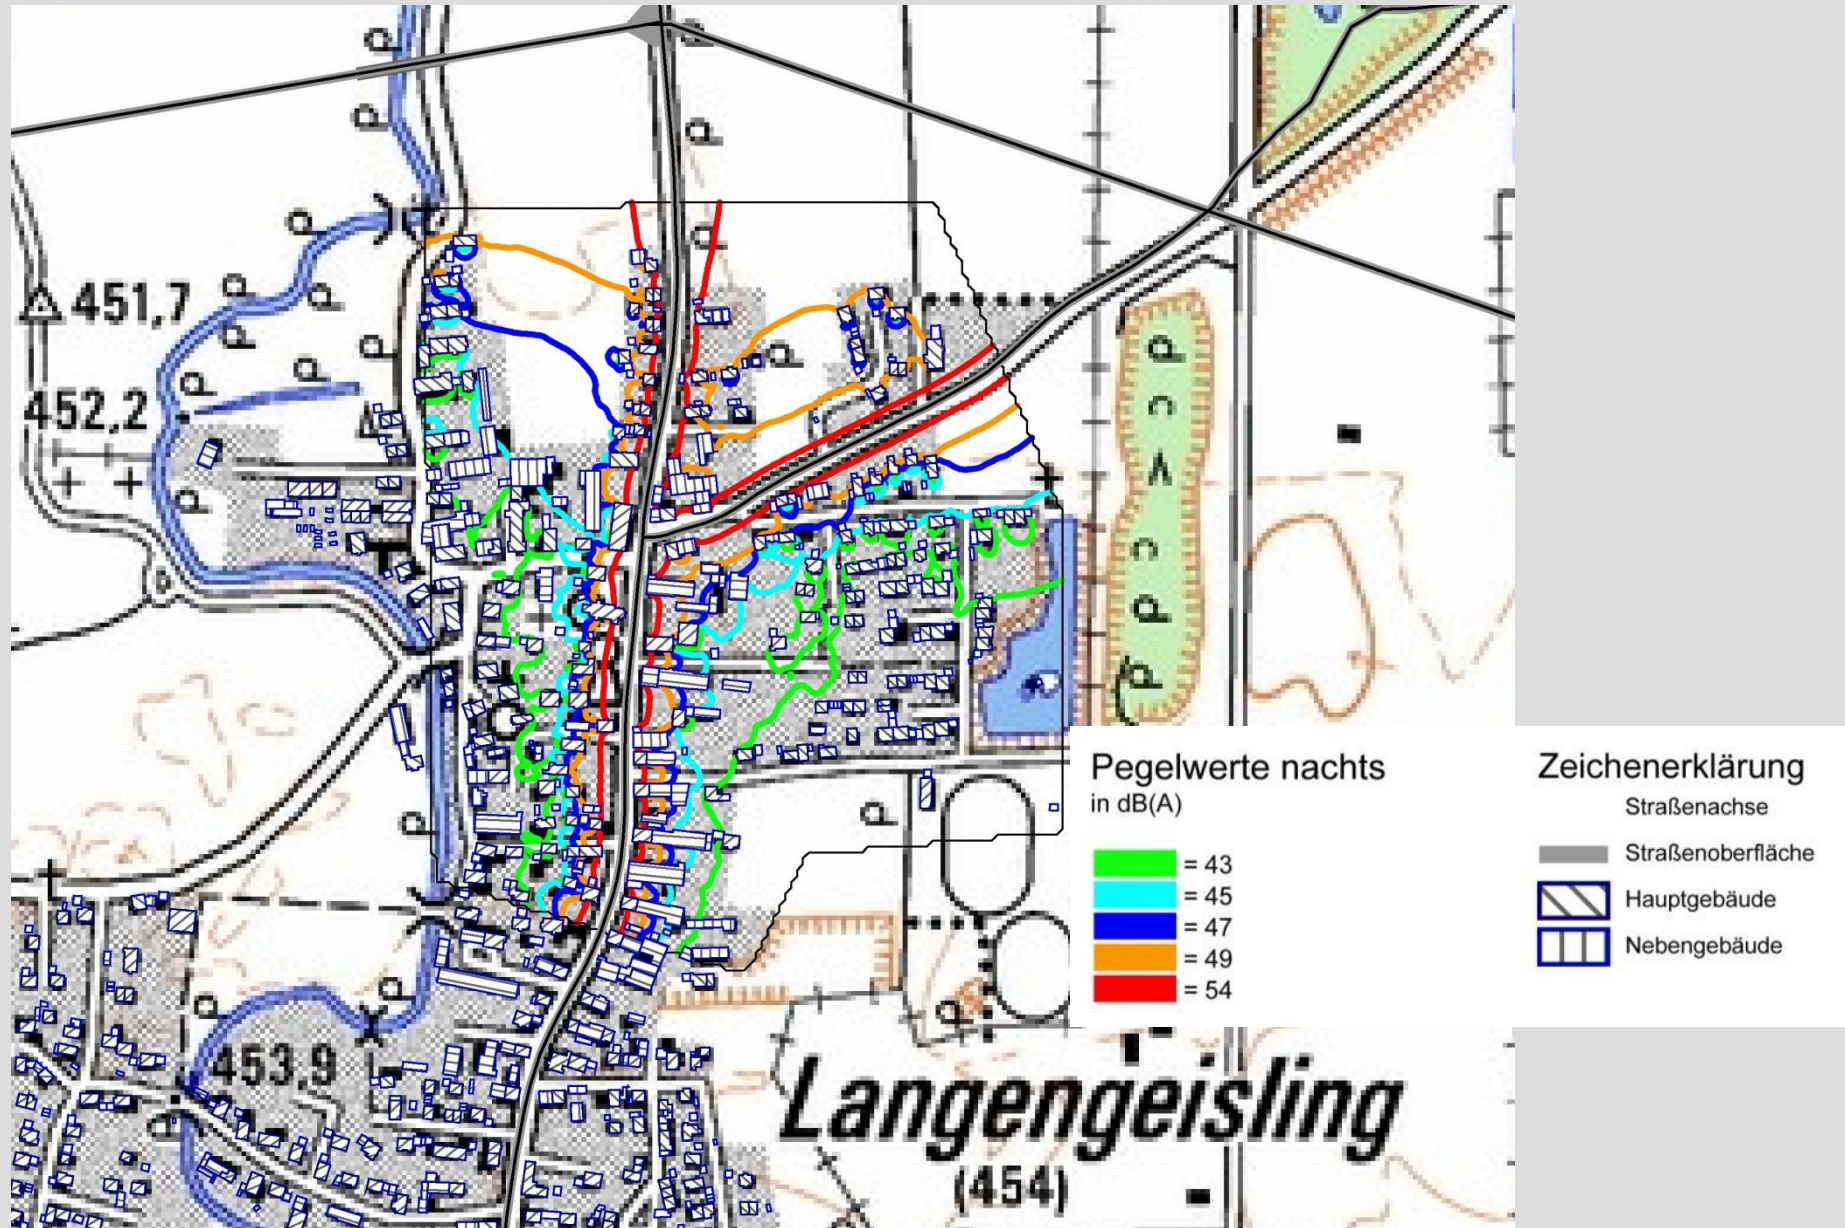 451,7
452,2
453,9
Langengeisling
(454)
Pegelwerte nachts
in dB(A)
= 43
= 45
= 47
= 49
= 54
Zeichenerklärung
Straßenachse
Straßenoberfläche
Hauptgebäude
Nebengebäude